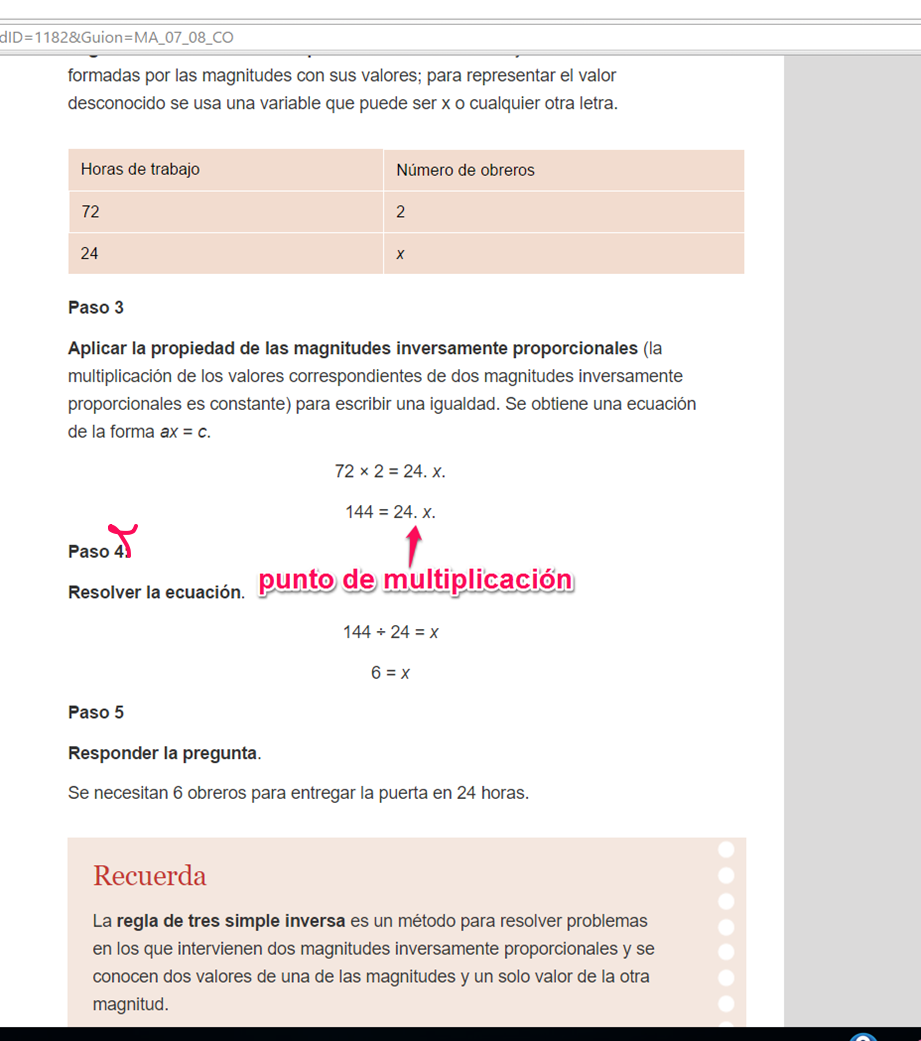 dID=1182&Guion=MA_07_08_CO
formadas por las magnitudes con sus valores; para representar el valor
desconocido se usa una variable que puede ser x o cualquier otra letra.
Horas de trabajo Número de obreros
72 2
24 x
Paso 3
Aplicar la propiedad de las magnitudes inversamente proporcionales (la
multiplicación de los valores correspondientes de dos magnitudes inversamente
proporcionales es constante) para escribir una igualdad. Se obtiene una ecuación
de la forma ax = c.
72 × 2 = 24. x.
144 = 24. x.
Paso 4.
punto de multiplicación
Resolver la ecuación.
144 ÷ 24 = x
6 = x
Paso 5
Responder la pregunta.
Se necesitan 6 obreros para entregar la puerta en 24 horas.
Recuerda
La regla de tres simple inversa es un método para resolver problemas
en los que intervienen dos magnitudes inversamente proporcionales y se
conocen dos valores de una de las magnitudes y un solo valor de la otra
magnitud.